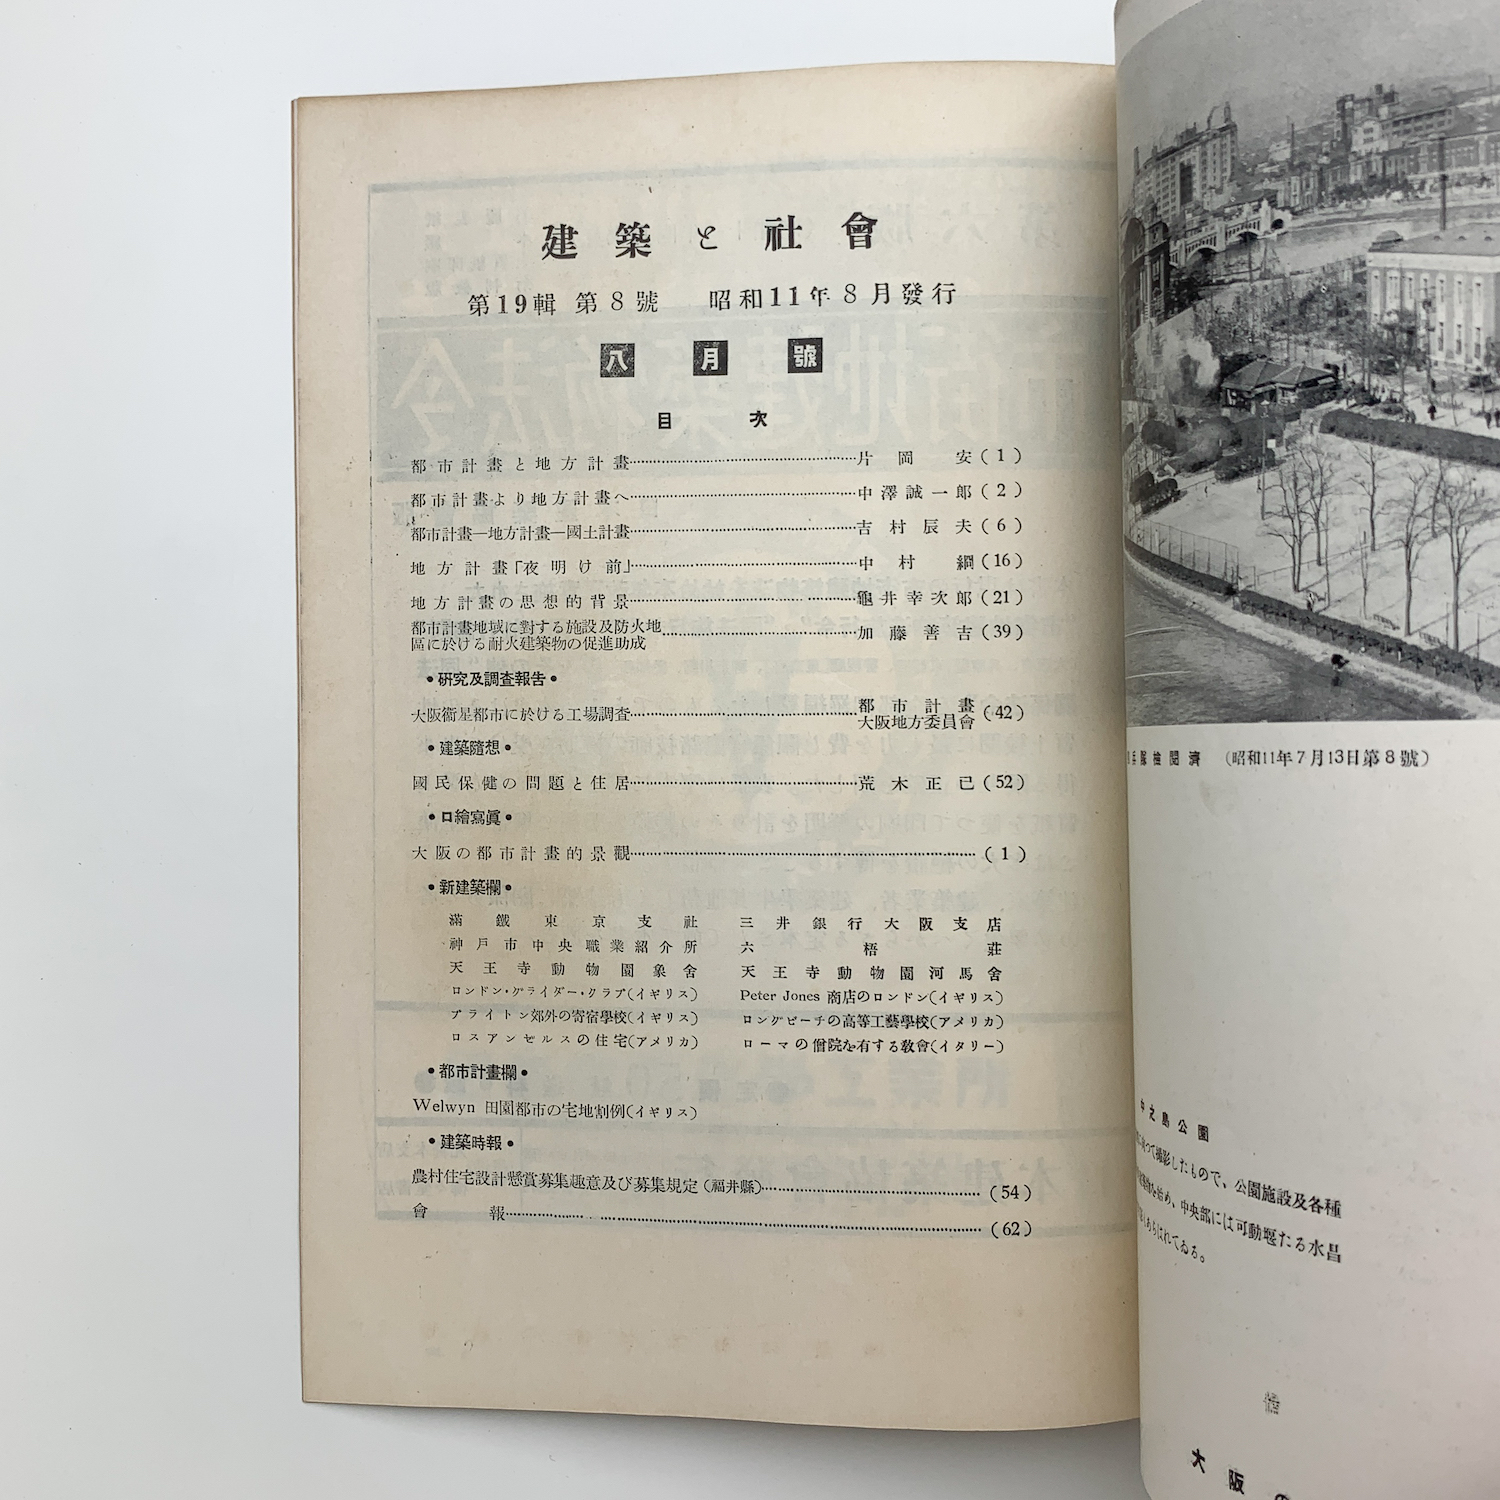 建築と社會
第19輯 第8號 昭和11年8月發行
八月號
目次
都市計畫と地方計畫……片岡安(1)
都市計畫より地方計畫へ……中澤誠一郎(2)
都市計畫—地方計畫—國土計畫……吉村辰夫(6)
地方計畫「夜明け前」……中村綱(16)
地方計畫の思想的背景……龜井幸次郎(21)
都市計畫地域に對する施設及防火地
區に於ける耐火建築物の促進助成……加藤善吉(39)
•硏究及調査報告•
大阪衞星都市に於ける工場調査……都市計畫大阪地方委員會(42)
•建築隨想•
國民保健の問題と住居……荒木正己(52)
•口繪寫眞•
大阪の都市計畫的景觀……(1)
•新建築欄•
滿鐵東京支社 三井銀行大阪支店
神戸市中央職業紹介所 六梧莊
天王寺動物園象舍 天王寺動物園河馬舍
ロンドン・グライダー・クラブ(イギリス) Peter Jones 商店のロンドン(イギリス)
ブライトン郊外の寄宿學校(イギリス) ロングビーチの高等工藝學校(アメリカ)
ロスアンゼルスの住宅(アメリカ) ローマの僧院を有する敎會(イタリー)
•都市計畫欄•
Welwyn 田園都市の宅地割例(イギリス)
•建築時報•
農村住宅設計懸賞募集趣意及び募集規定(福井縣)……(54)
會報……(62)
隊檢閲濟 (昭和11年7月13日第8號)
中之島公園
つて撮影したもので、公園施設及各種
を始め、中央部には可動堰たる水晶
あらはれてゐる。
大阪の